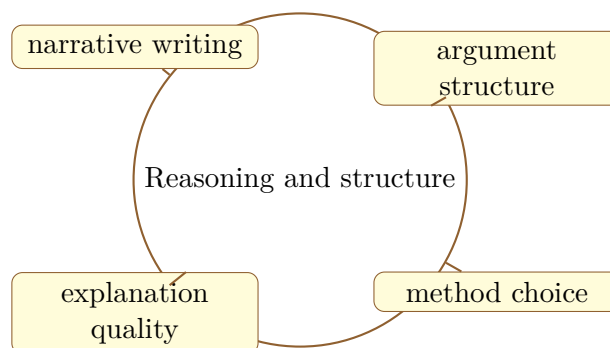 narrative writing
argument
structure
Reasoning and structure
explanation
quality
method choice